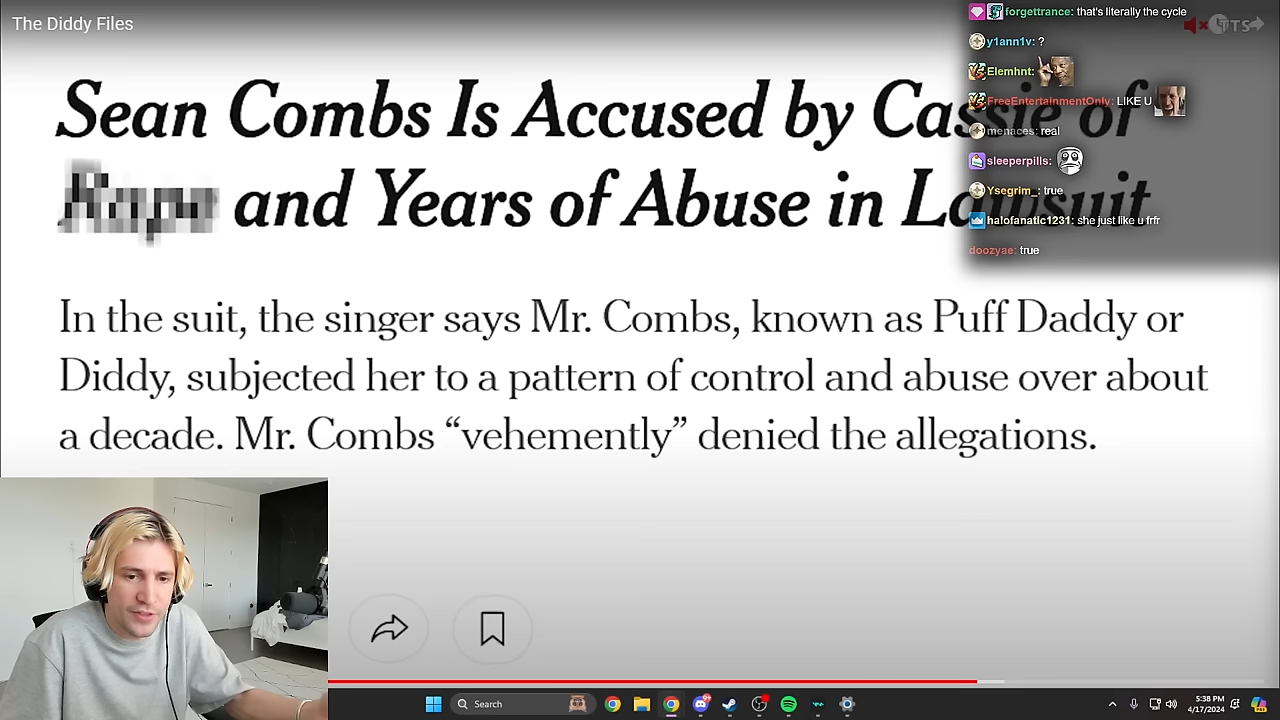 The Diddy Files
forgettrance: that's literally the cycle
y1ann1v: ?
Elemhnt:
FreeEntertainmentOnly: LIKE U
menaces: real
sleeperpills:
Ysegrim_: true
halofanatic1231: she just like u frfr
doozyae: true
Sean Combs Is Accused by Cassie of
Rape and Years of Abuse in Lawsuit
In the suit, the singer says Mr. Combs, known as Puff Daddy or
Diddy, subjected her to a pattern of control and abuse over about
a decade. Mr. Combs “vehemently” denied the allegations.
Search
5:38 PM
4/17/2024